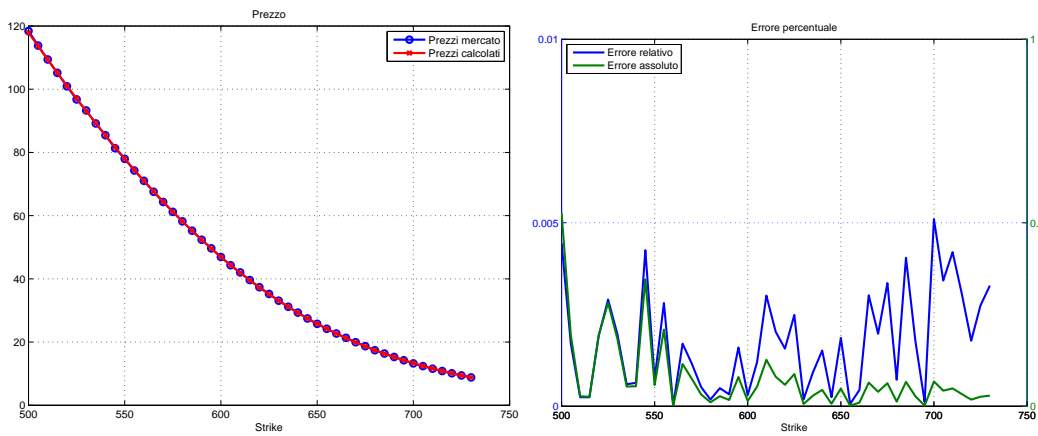 Prezzo
120
100
80
60
40
20
0
500 550 600 650 700 750
Strike
Prezzi mercato
Prezzi calcolati
Errore percentuale
0.01
0.005
0
1
0.
0
500 550 600 650 700 750
Strike
Errore relativo
Errore assoluto